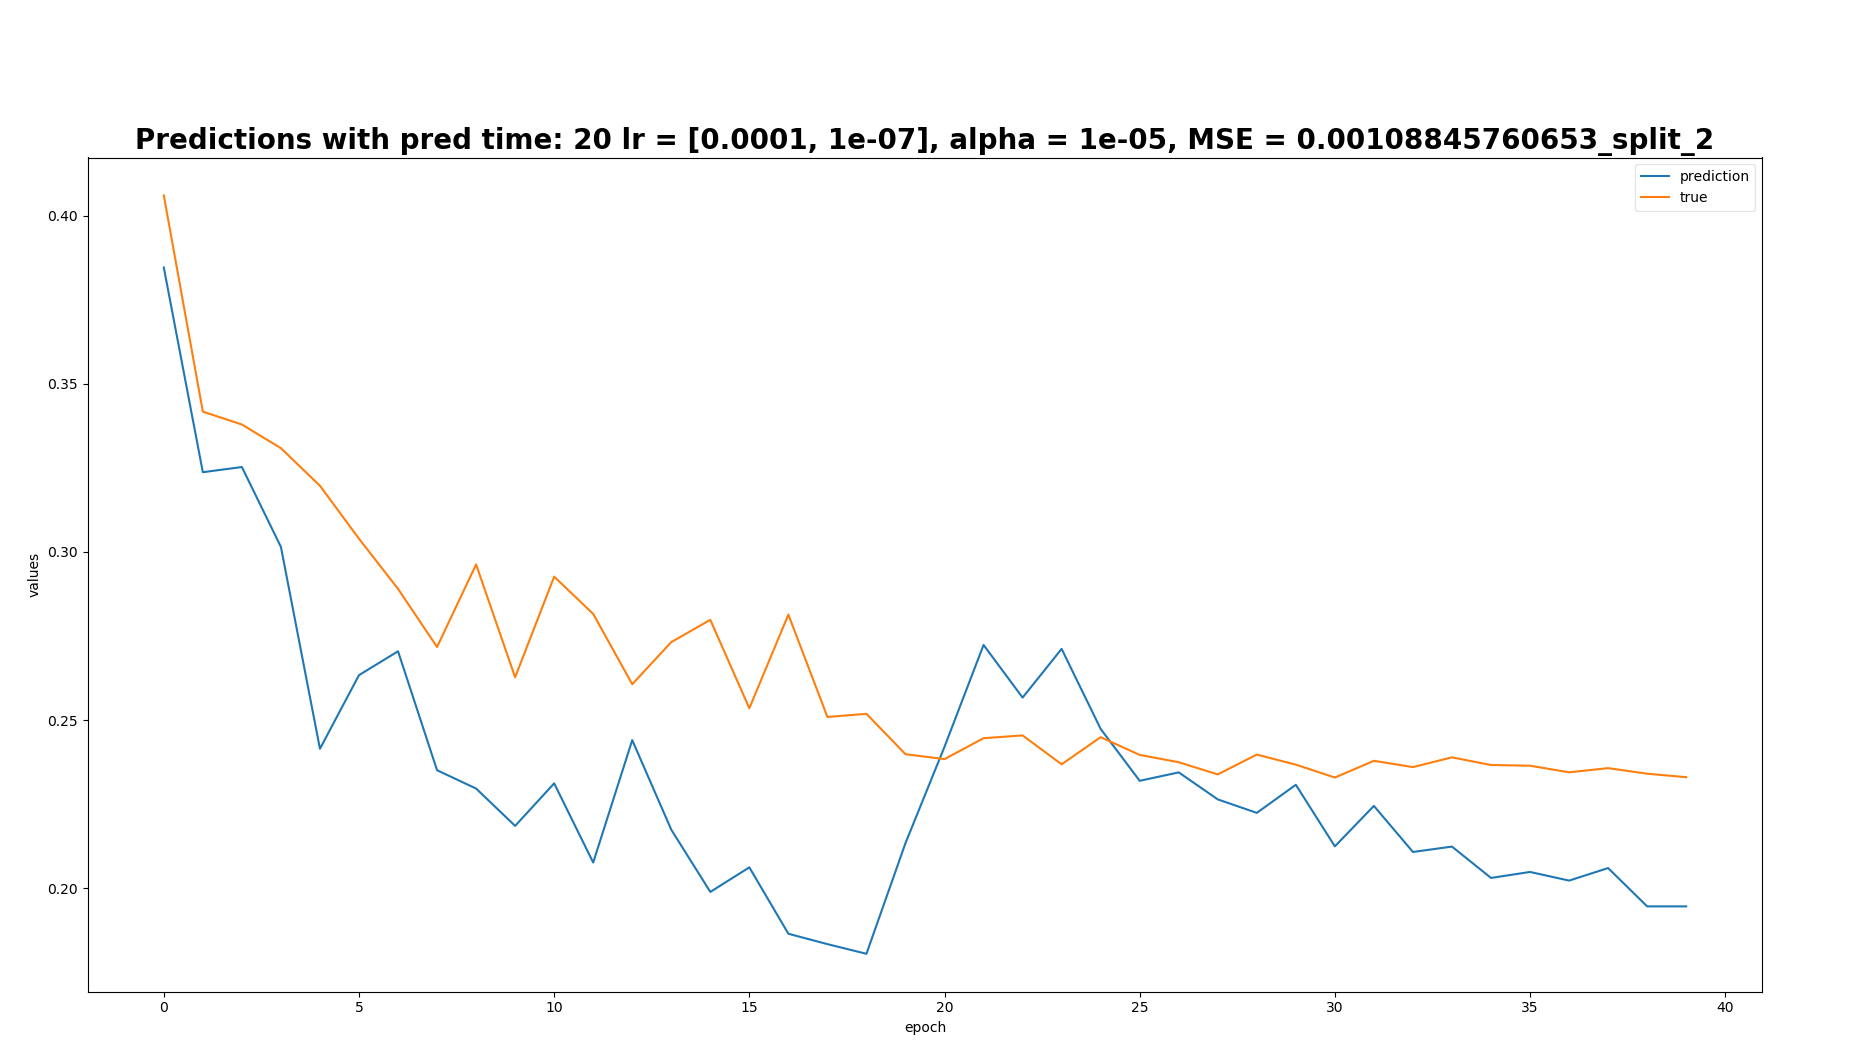 Predictions with pred time: 20 lr = [0.0001, 1e-07], alpha = 1e-05, MSE = 0.00108845760653_split_2
prediction
true
values
0.40
0.35
0.30
0.25
0.20
0 5 10 15 20 25 30 35 40
epoch